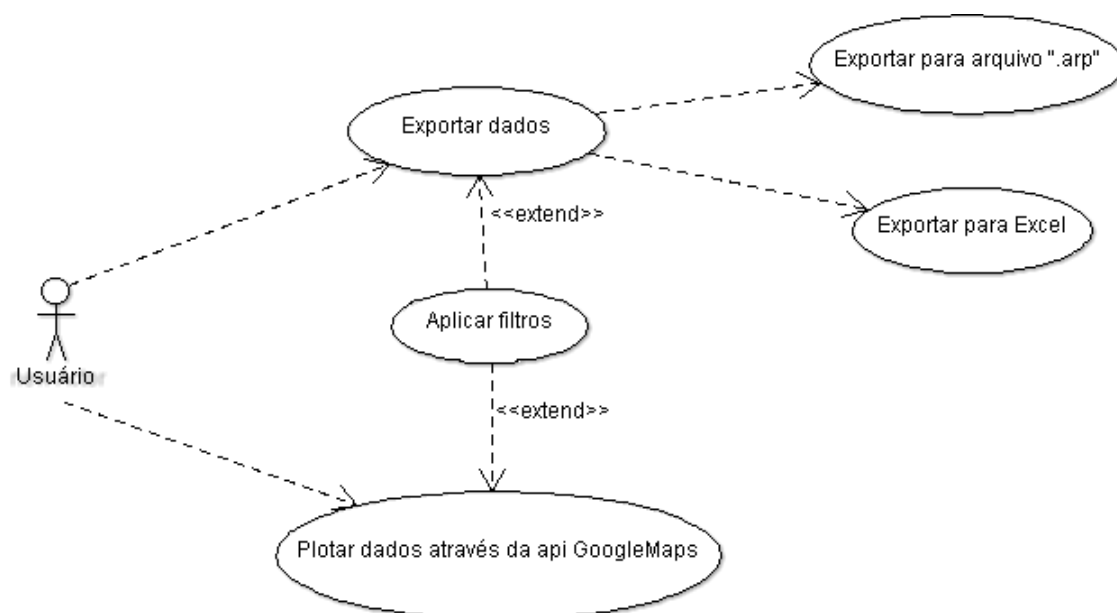 Exportar para arquivo ".arp"
Exportar dados
<<extend>>
Exportar para Excel
Aplicar filtros
Usuário
<<extend>>
Plotar dados através da api GoogleMaps